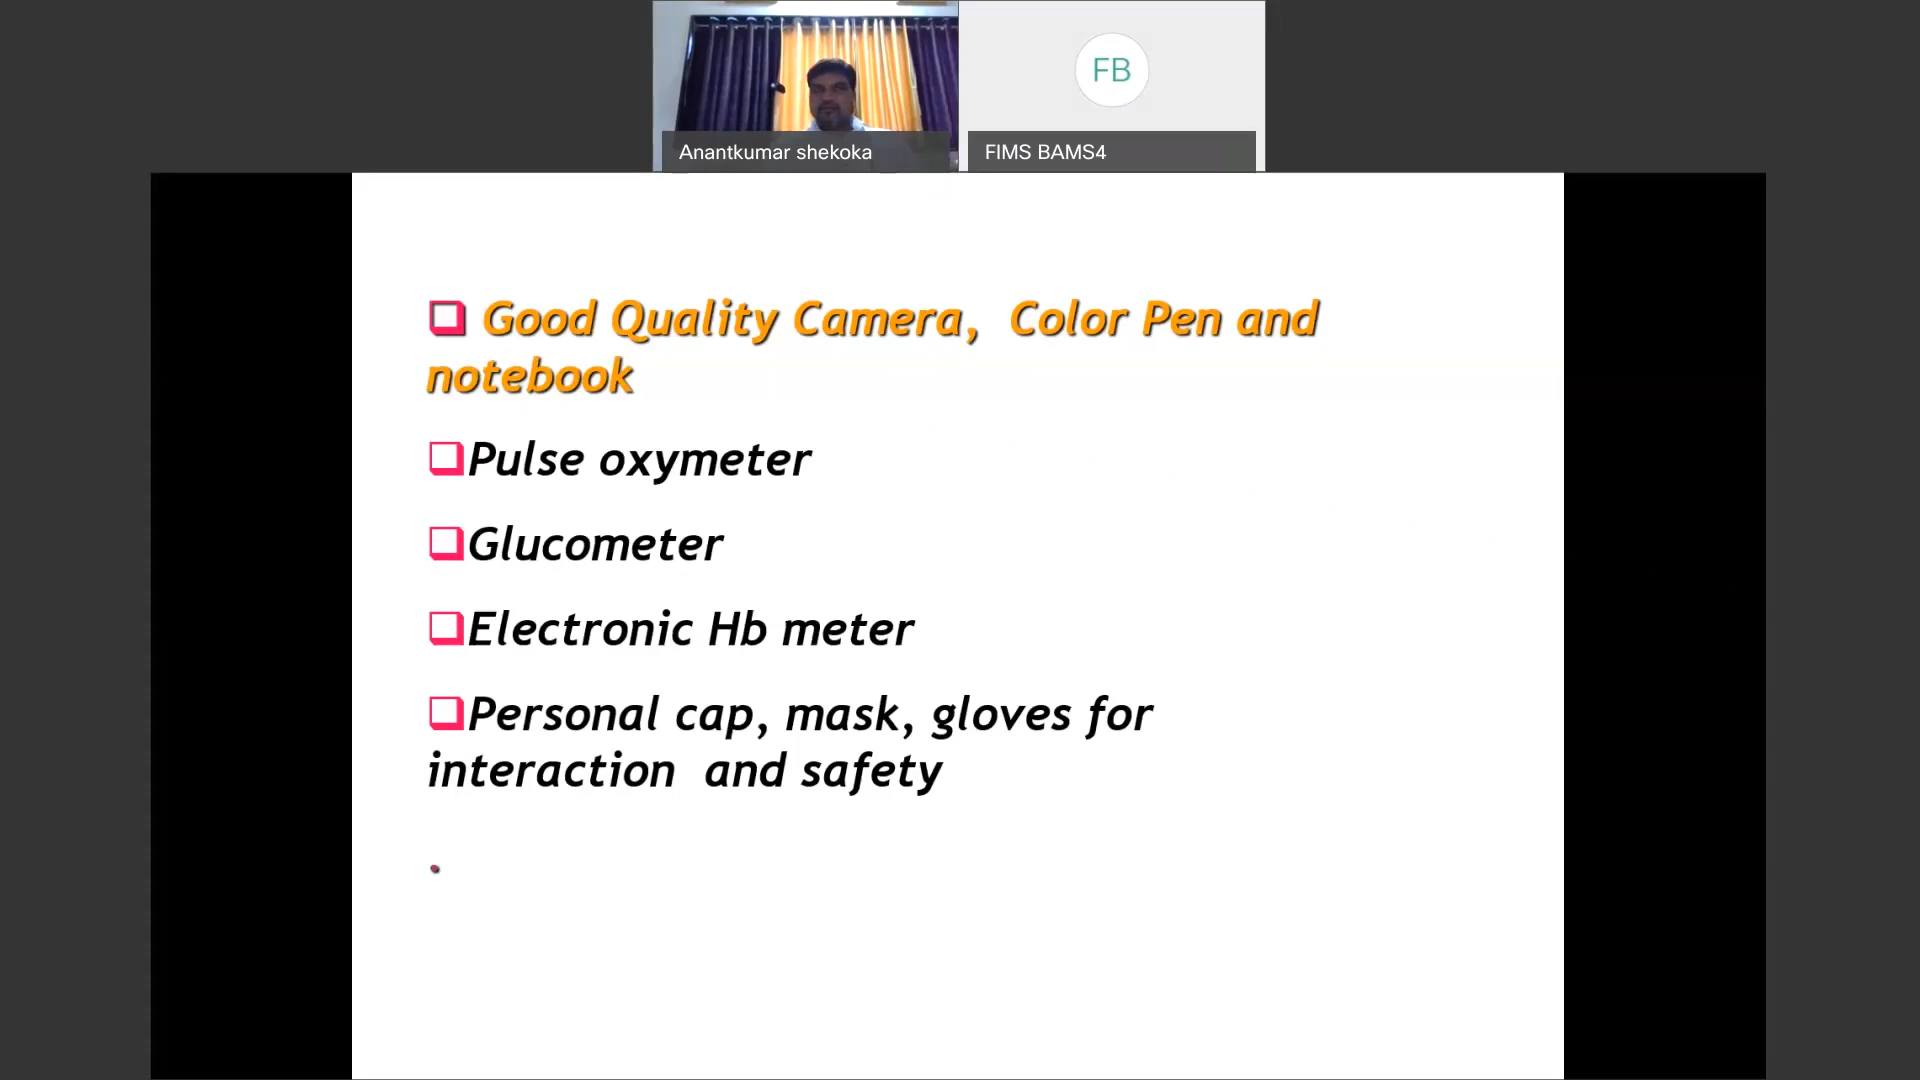 Anantkumar shekoka
FB
FIMS BAMS4
Good Quality Camera,  Color Pen and
notebook
Pulse oxymeter
Glucometer
Electronic Hb meter
Personal cap, mask, gloves for
interaction  and safety